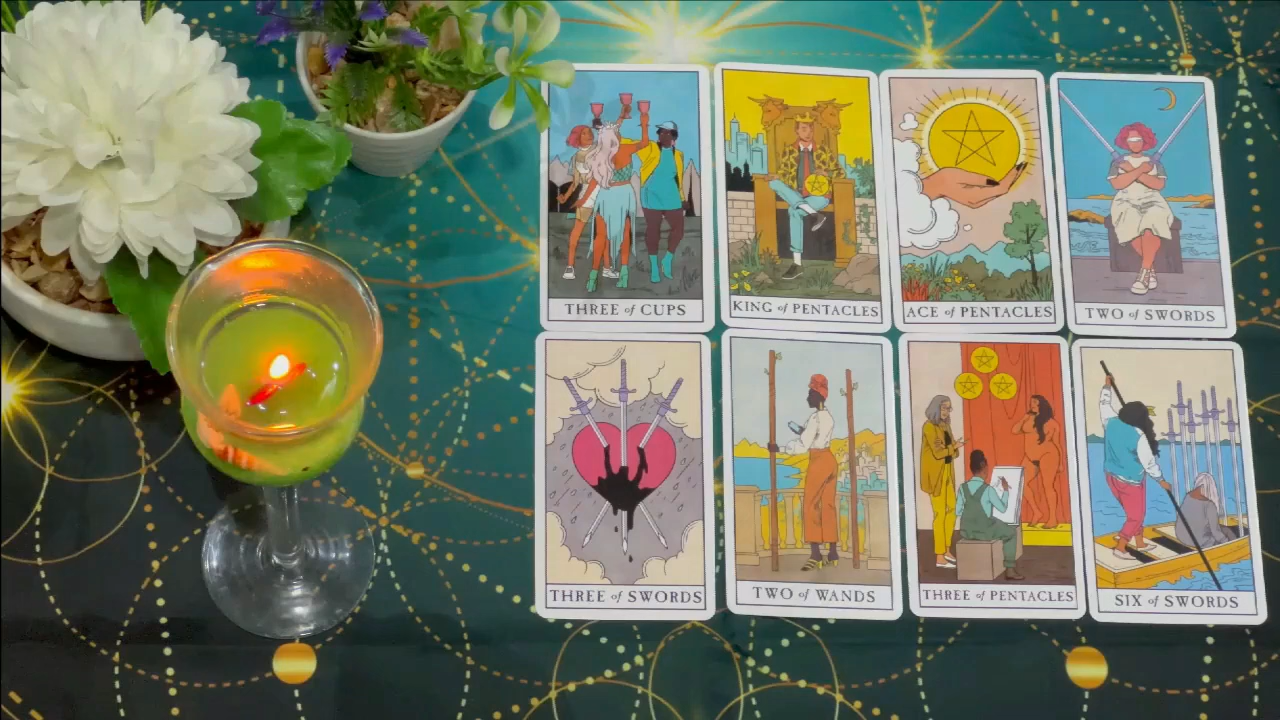 THREE of CUPS
KING of PENTACLES
ACE of PENTACLES
TWO of SWORDS
THREE of SWORDS
TWO of WANDS
THREE of PENTACLES
SIX of SWORDS